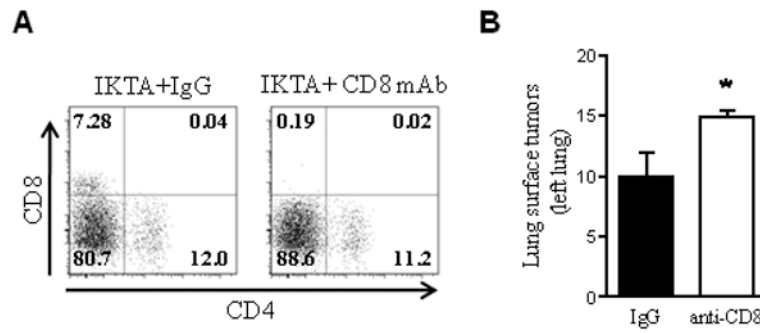 A
IKTA+IgG
IKTA+ CD8 mAb
7.28 0.04
0.19 0.02
80.7 12.0
88.6 11.2
CD8
CD4
B
20
15
10
5
0
*
Lung surface tumors
(left lung)
IgG
anti-CD8